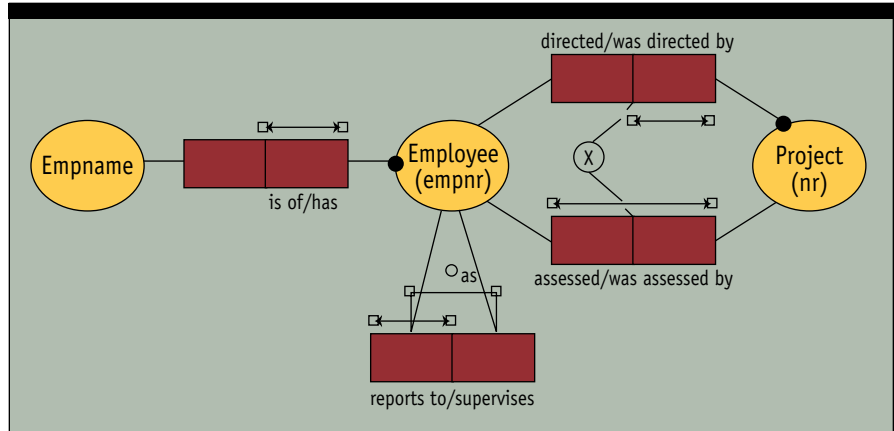 directed/was directed by
Empname
is of/has
Employee
(empnr)
X
Project
(nr)
assessed/was assessed by
as
reports to/supervises